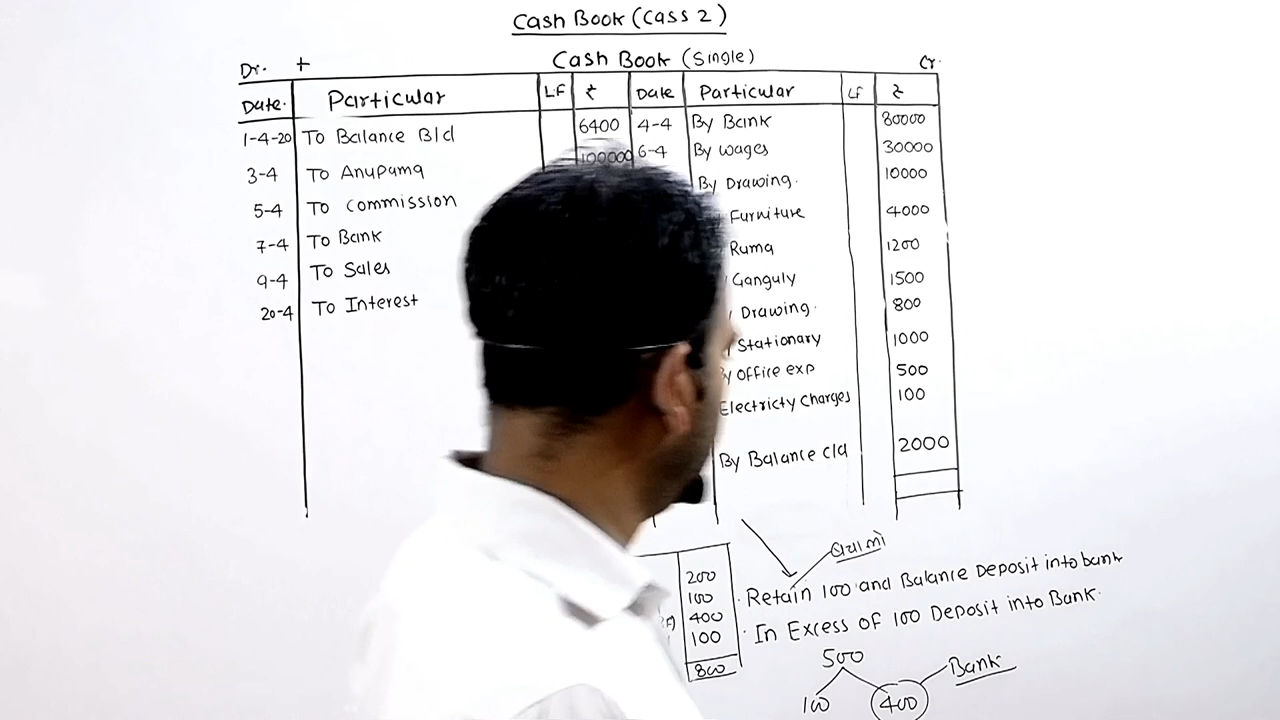 Cash Book (Cass 2)
Dr. + Cash Book (Single) Cr.
Date. Particular LF ₹ Date Particular LF ₹
1-4-20 To Balance B/d 6400 4-4 By Bank 80000
3-4 To Anupama 100000 6-4 By wages 30000
5-4 To commission By Drawing. 10000
7-4 To Bank Furniture 4000
9-4 To Sales Ruma 1200
20-4 To Interest Ganguly 1500
Drawing. 800
Stationary 1000
By office exp 500
Electricty charges 100
By Balance c/d 2000
200
100
400
100
800
Retain 100 and Balance Deposit into bank
In Excess of 100 Deposit into Bank.
500
100 400 Bank